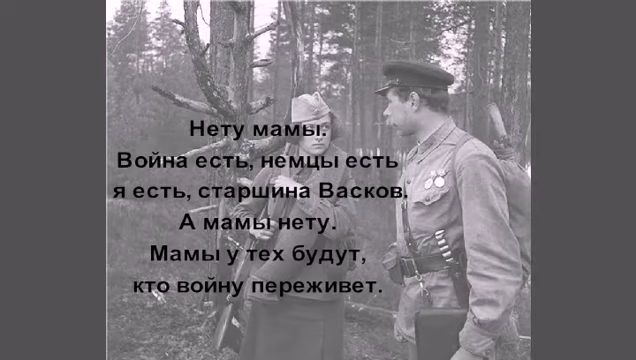 Нету мамы.
Война есть, немцы есть
я есть, старшина Васков.
А мамы нету.
Мамы у тех будут,
кто войну переживет.